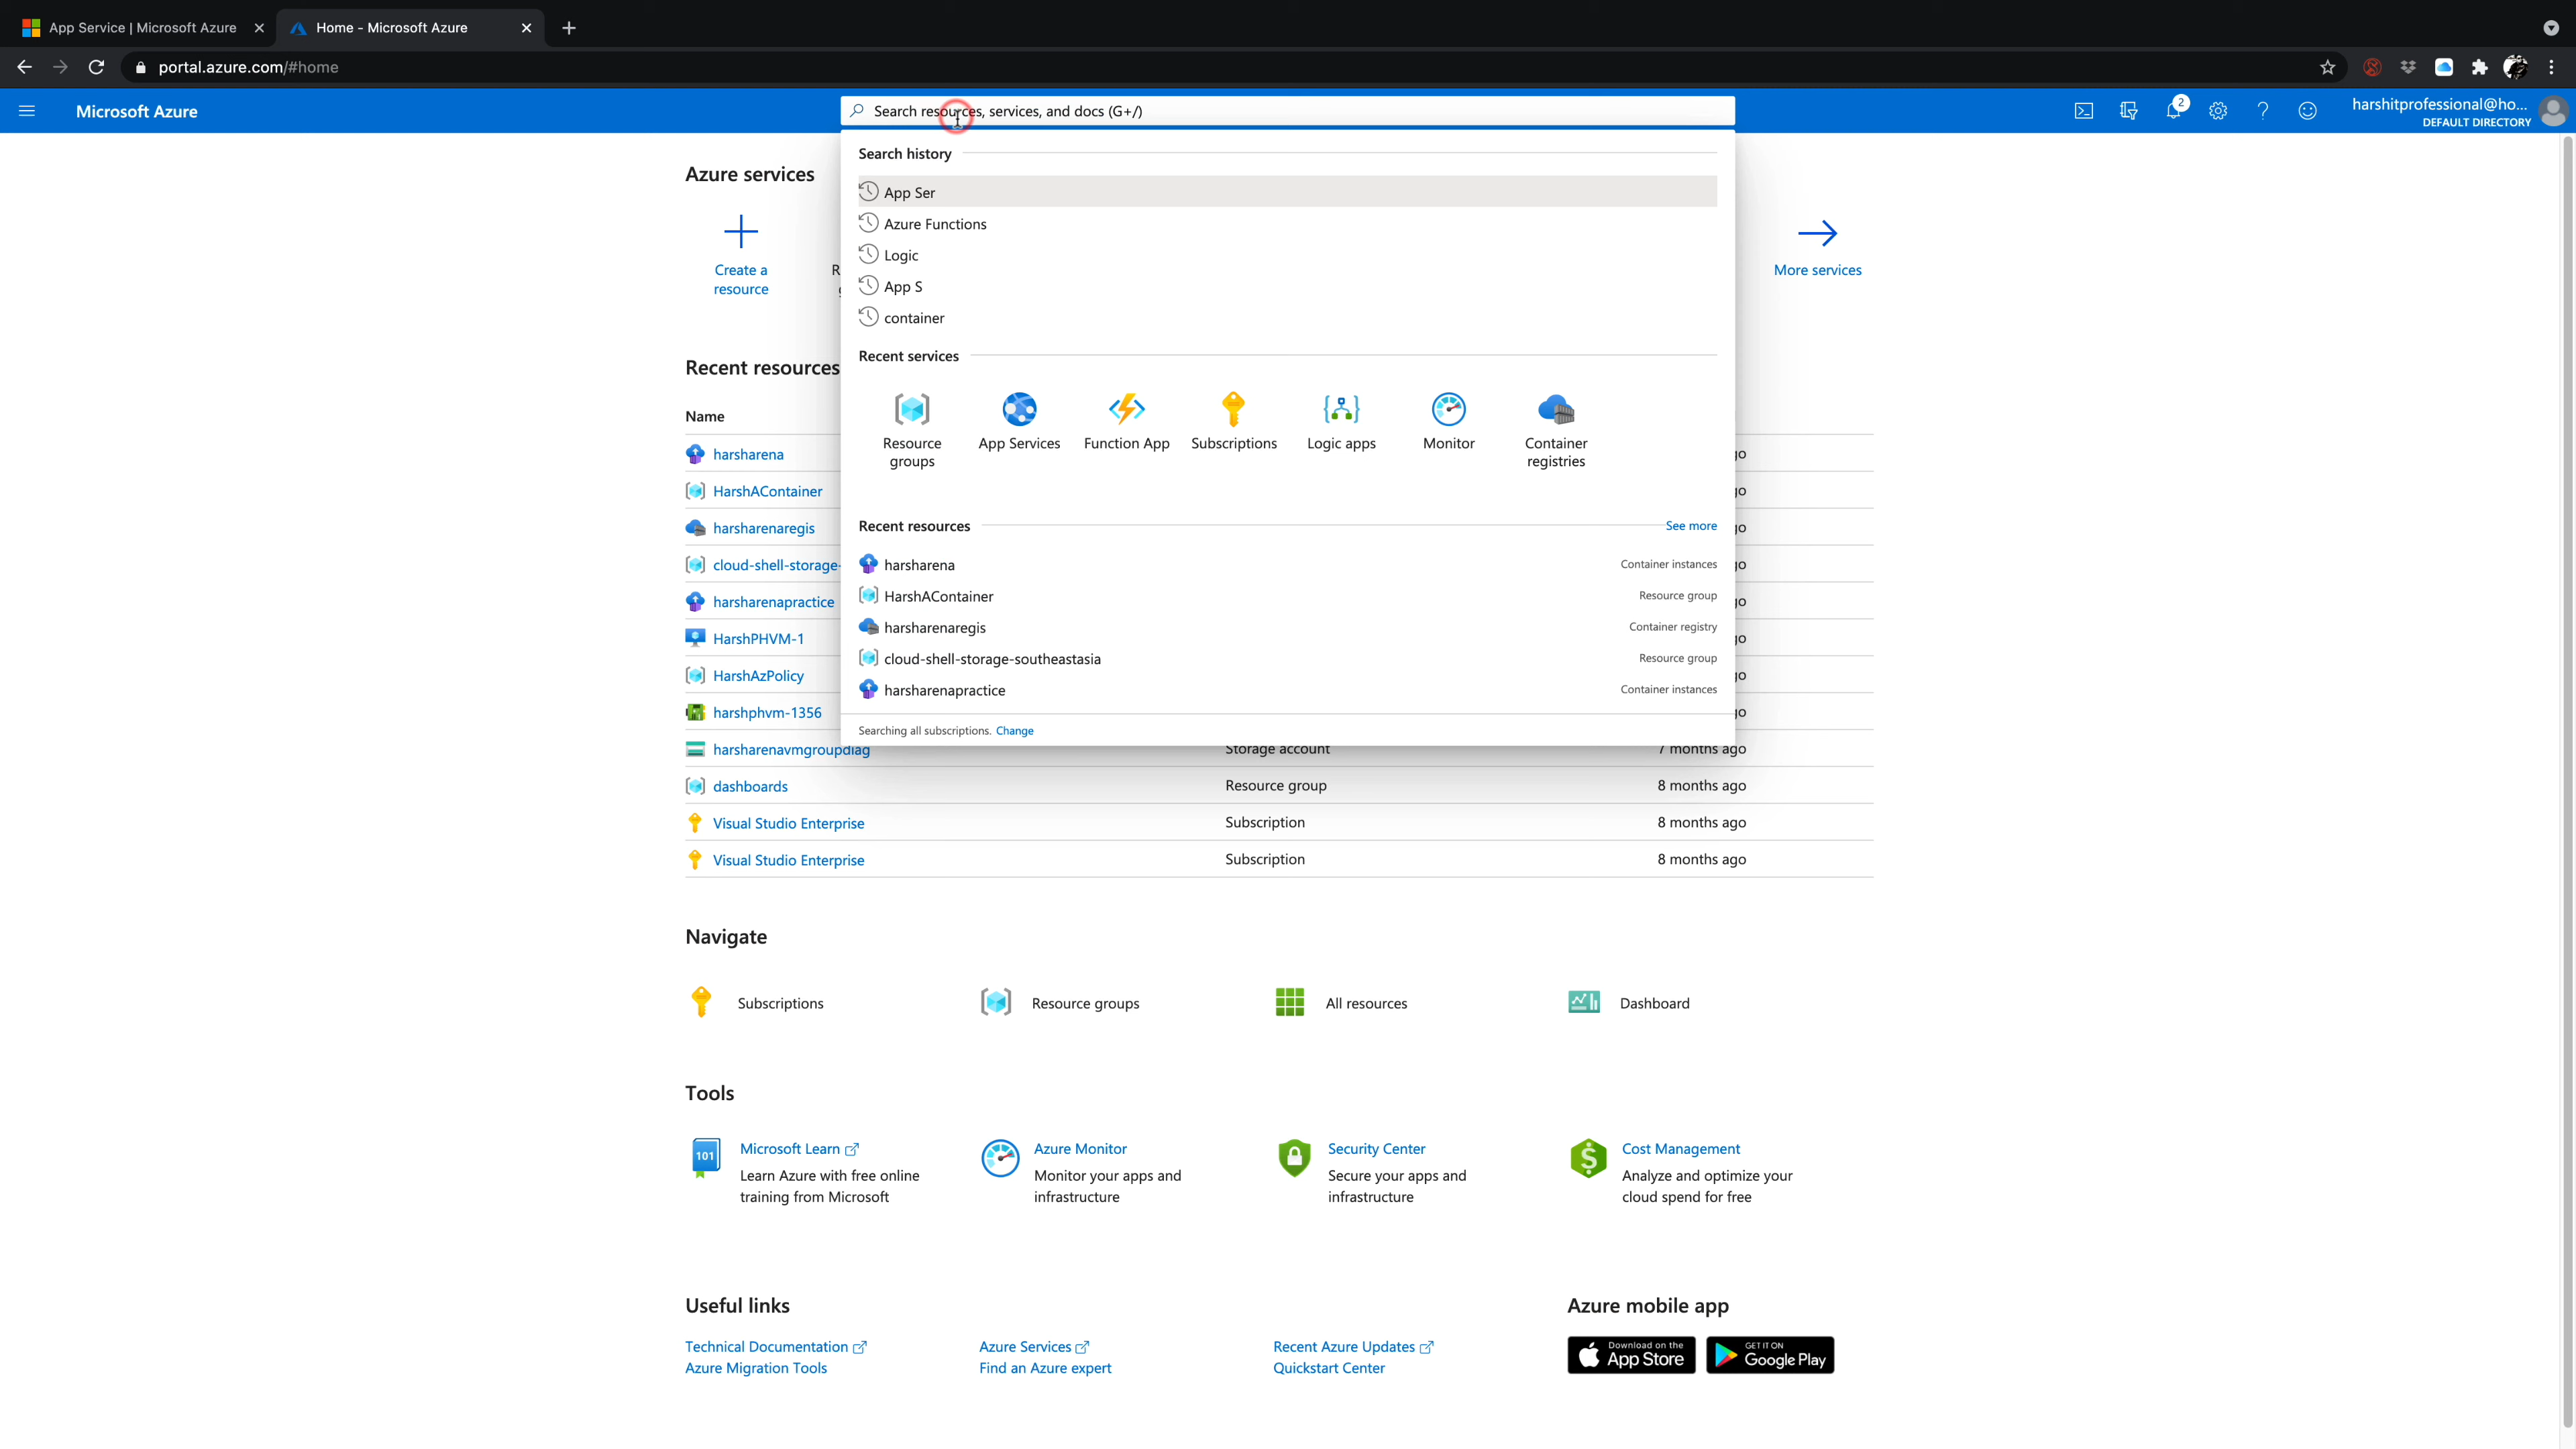 App Service | Microsoft Azure
Home - Microsoft Azure
portal.azure.com/#home
Microsoft Azure
Search resources, services, and docs (G+/)
2
harshitprofessional@ho...
DEFAULT DIRECTORY
Azure services
Create a
resource
R
More services
Search history
App Ser
Azure Functions
Logic
App S
container
Recent services
Resource
groups
App Services
Function App
Subscriptions
Logic apps
Monitor
Container
registries
Recent resources
See more
harsharena
Container instances
HarshAContainer
Resource group
harsharenaregis
Container registry
cloud-shell-storage-southeastasia
Resource group
harsharenapractice
Container instances
Searching all subscriptions. Change
Recent resources
Name
harsharena
HarshAContainer
harsharenaregis
cloud-shell-storage-
harsharenapractice
HarshPHVM-1
HarshAzPolicy
harshphvm-1356
harsharenavmgroupdiag Storage account 7 months ago
dashboards Resource group 8 months ago
Visual Studio Enterprise Subscription 8 months ago
Visual Studio Enterprise Subscription 8 months ago
Navigate
Subscriptions
Resource groups
All resources
Dashboard
Tools
101
Microsoft Learn
Learn Azure with free online
training from Microsoft
Azure Monitor
Monitor your apps and
infrastructure
Security Center
Secure your apps and
infrastructure
Cost Management
Analyze and optimize your
cloud spend for free
Useful links
Technical Documentation
Azure Migration Tools
Azure Services
Find an Azure expert
Recent Azure Updates
Quickstart Center
Azure mobile app
Download on the
App Store
GET IT ON
Google Play